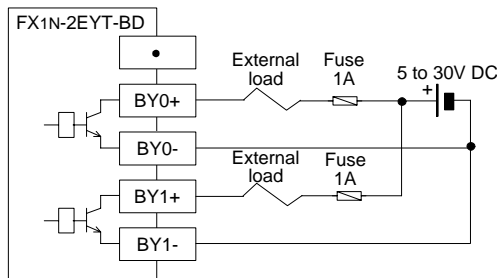 FX1N-2EYT-BD
External load
Fuse 1A
5 to 30V DC
+
BY0+
BY0-
External load
Fuse 1A
BY1+
BY1-